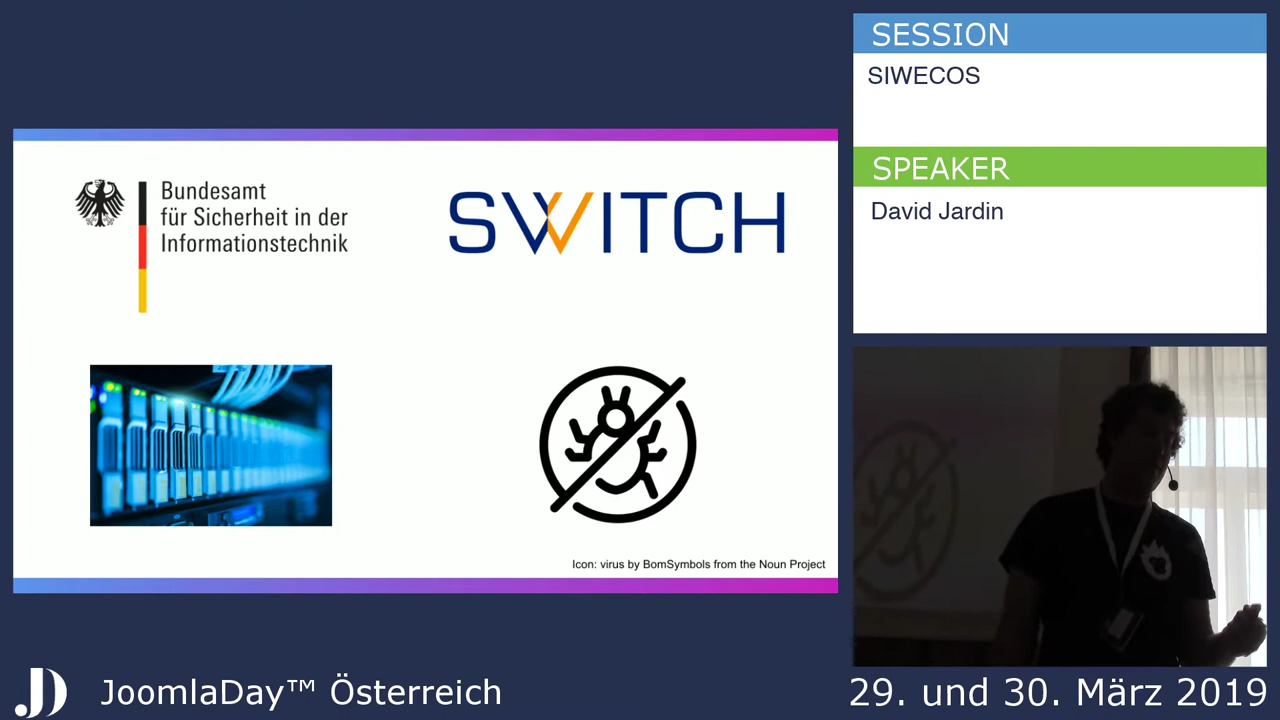 SESSION
SIWECOS
SPEAKER
David Jardin
Bundesamt
für Sicherheit in der
Informationstechnik
SWITCH
Icon: virus by BomSymbols from the Noun Project
JD
JoomlaDay™ Österreich
29. und 30. März 2019